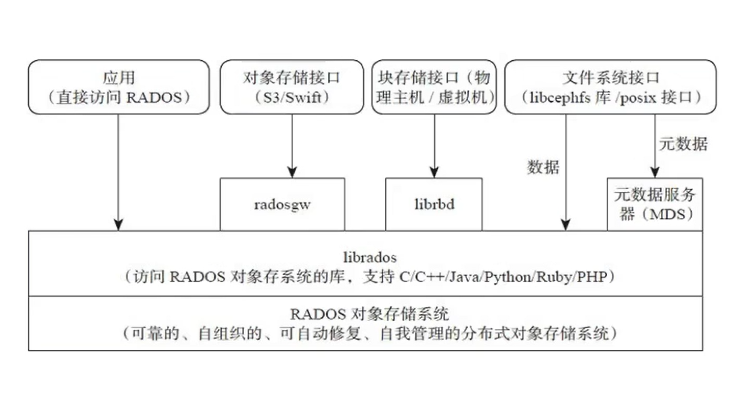 应用
（直接访问 RADOS）
对象存储接口
（S3/Swift）
块存储接口（物
理主机 / 虚拟机）
文件系统接口
（libcephfs 库 /posix 接口）
元数据
数据
radosgw
librbd
元数据服务
器（MDS）
librados
（访问 RADOS 对象存系统的库，支持 C/C++/Java/Python/Ruby/PHP）
RADOS 对象存储系统
（可靠的、自组织的、可自动修复、自我管理的分布式对象存储系统）